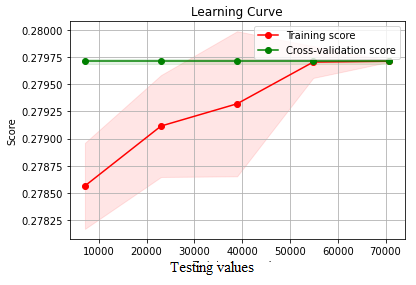 Learning Curve
Training score
Cross-validation score
Score
0.28000
0.27975
0.27950
0.27925
0.27900
0.27875
0.27850
0.27825
10000 20000 30000 40000 50000 60000 70000
Testing values